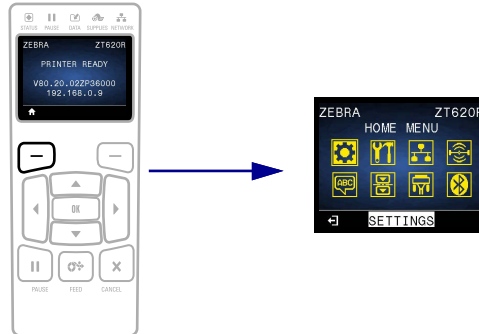 STATUS PAUSE DATA SUPPLIES NETWORK
ZEBRA ZT620R
PRINTER READY
V80.20.02ZP36000
192.168.0.9
OK
PAUSE FEED CANCEL
ZEBRA ZT620R
HOME MENU
ABC
SETTINGS